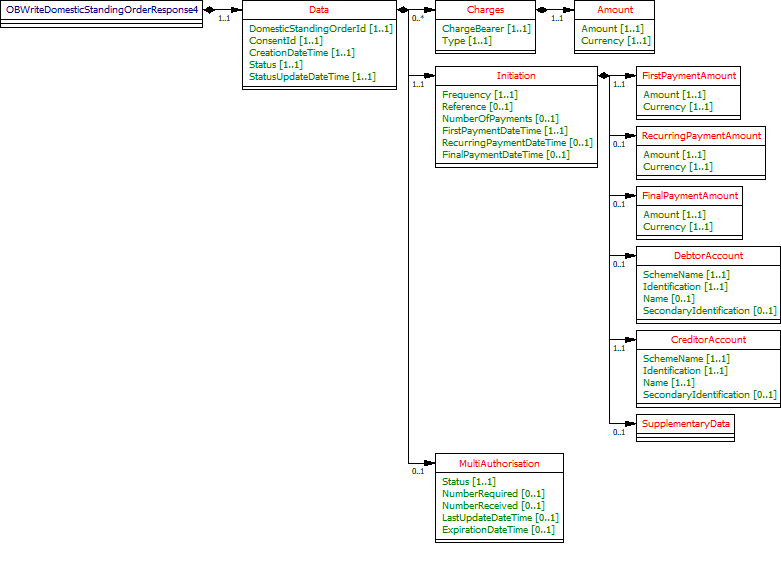 OBWriteDomesticStandingOrderResponse4
1..1
Data
DomesticStandingOrderId [1..1]
ConsentId [1..1]
CreationDateTime [1..1]
Status [1..1]
StatusUpdateDateTime [1..1]
0..*
Charges
ChargeBearer [1..1]
Type [1..1]
1..1
Amount
Amount [1..1]
Currency [1..1]
1..1
Initiation
Frequency [1..1]
Reference [0..1]
NumberOfPayments [0..1]
FirstPaymentDateTime [1..1]
RecurringPaymentDateTime [0..1]
FinalPaymentDateTime [0..1]
1..1
FirstPaymentAmount
Amount [1..1]
Currency [1..1]
0..1
RecurringPaymentAmount
Amount [1..1]
Currency [1..1]
0..1
FinalPaymentAmount
Amount [1..1]
Currency [1..1]
0..1
DebtorAccount
SchemeName [1..1]
Identification [1..1]
Name [0..1]
SecondaryIdentification [0..1]
1..1
CreditorAccount
SchemeName [1..1]
Identification [1..1]
Name [1..1]
SecondaryIdentification [0..1]
0..1
SupplementaryData
0..1
MultiAuthorisation
Status [1..1]
NumberRequired [0..1]
NumberReceived [0..1]
LastUpdateDateTime [0..1]
ExpirationDateTime [0..1]